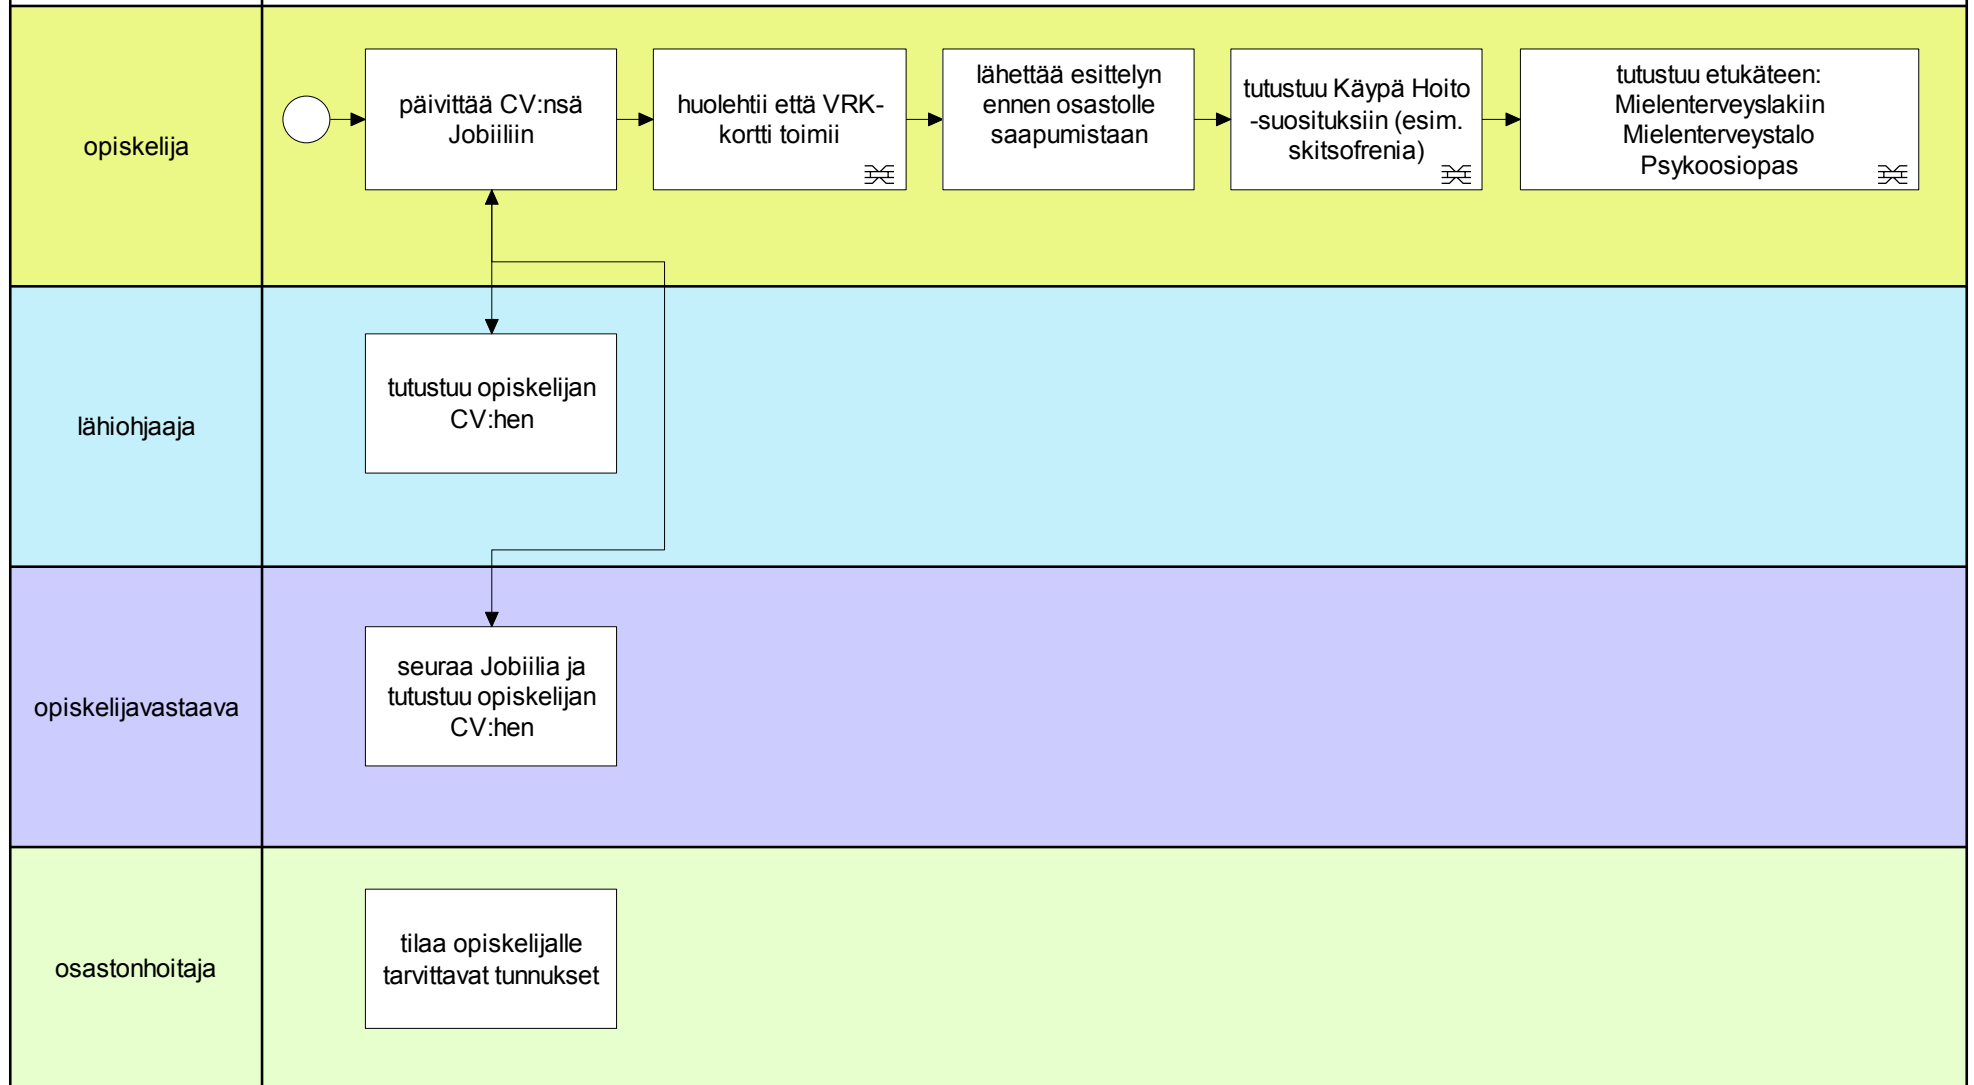 opiskelija
päivittää CV:nsä
Jobiiliin
huolehtii että VRK-
kortti toimii
lähettää esittelyn
ennen osastolle
saapumistaan
tutustuu Käypä Hoito
-suosituksiin (esim.
skitsofrenia)
tutustuu etukäteen:
Mielenterveyslakiin
Mielenterveystalo
Psykoosiopas
lähiohjaaja
tutustuu opiskelijan
CV:hen
opiskelijavastaava
seuraa Jobiilia ja
tutustuu opiskelijan
CV:hen
osastonhoitaja
tilaa opiskelijalle
tarvittavat tunnukset